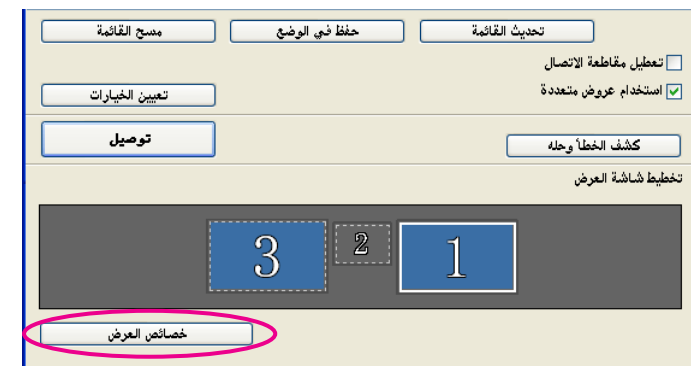 تحديث القائمة حفظ في الوضع مسح القائمة
تعطيل مقاطعة الاتصال
استخدام عروض متعددة تعيين الخيارات
توصيل
كشف الخطأ وحله
تخطيط شاشة العرض
3 2 1
خصائص العرض